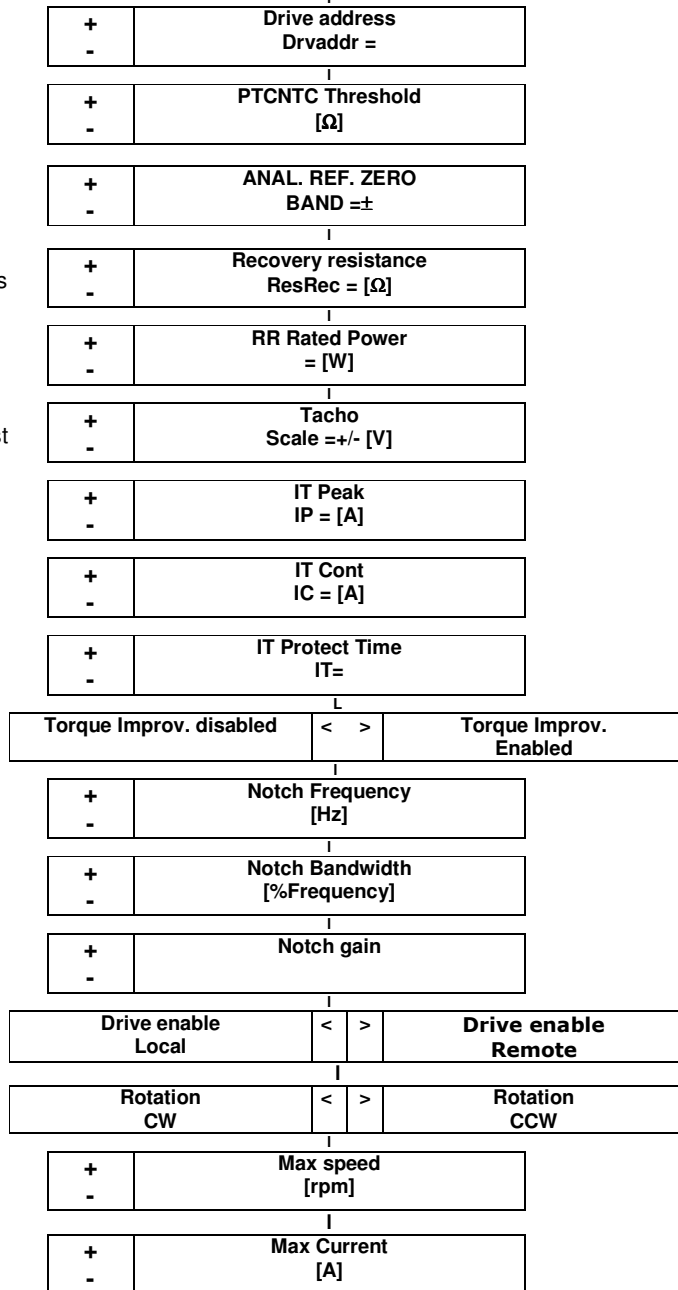 + Drive address
- Drvaddr =
I
+ PTCNTC Threshold
- [Ω]
+ ANAL. REF. ZERO
- BAND =±
I
s
+ Recovery resistance
- ResRec = [Ω]
I
+ RR Rated Power
- = [W]
I
st
+ Tacho
- Scale =+/- [V]
+ IT Peak
- IP = [A]
+ IT Cont
- IC = [A]
+ IT Protect Time
- IT=
L
Torque Improv. disabled < > Torque Improv.
Enabled
I
+ Notch Frequency
- [Hz]
I
+ Notch Bandwidth
- [%Frequency]
I
+ Notch gain
-
I
Drive enable < > Drive enable
Local Remote
I
Rotation < > Rotation
CW CCW
I
+ Max speed
- [rpm]
I
+ Max Current
- [A]